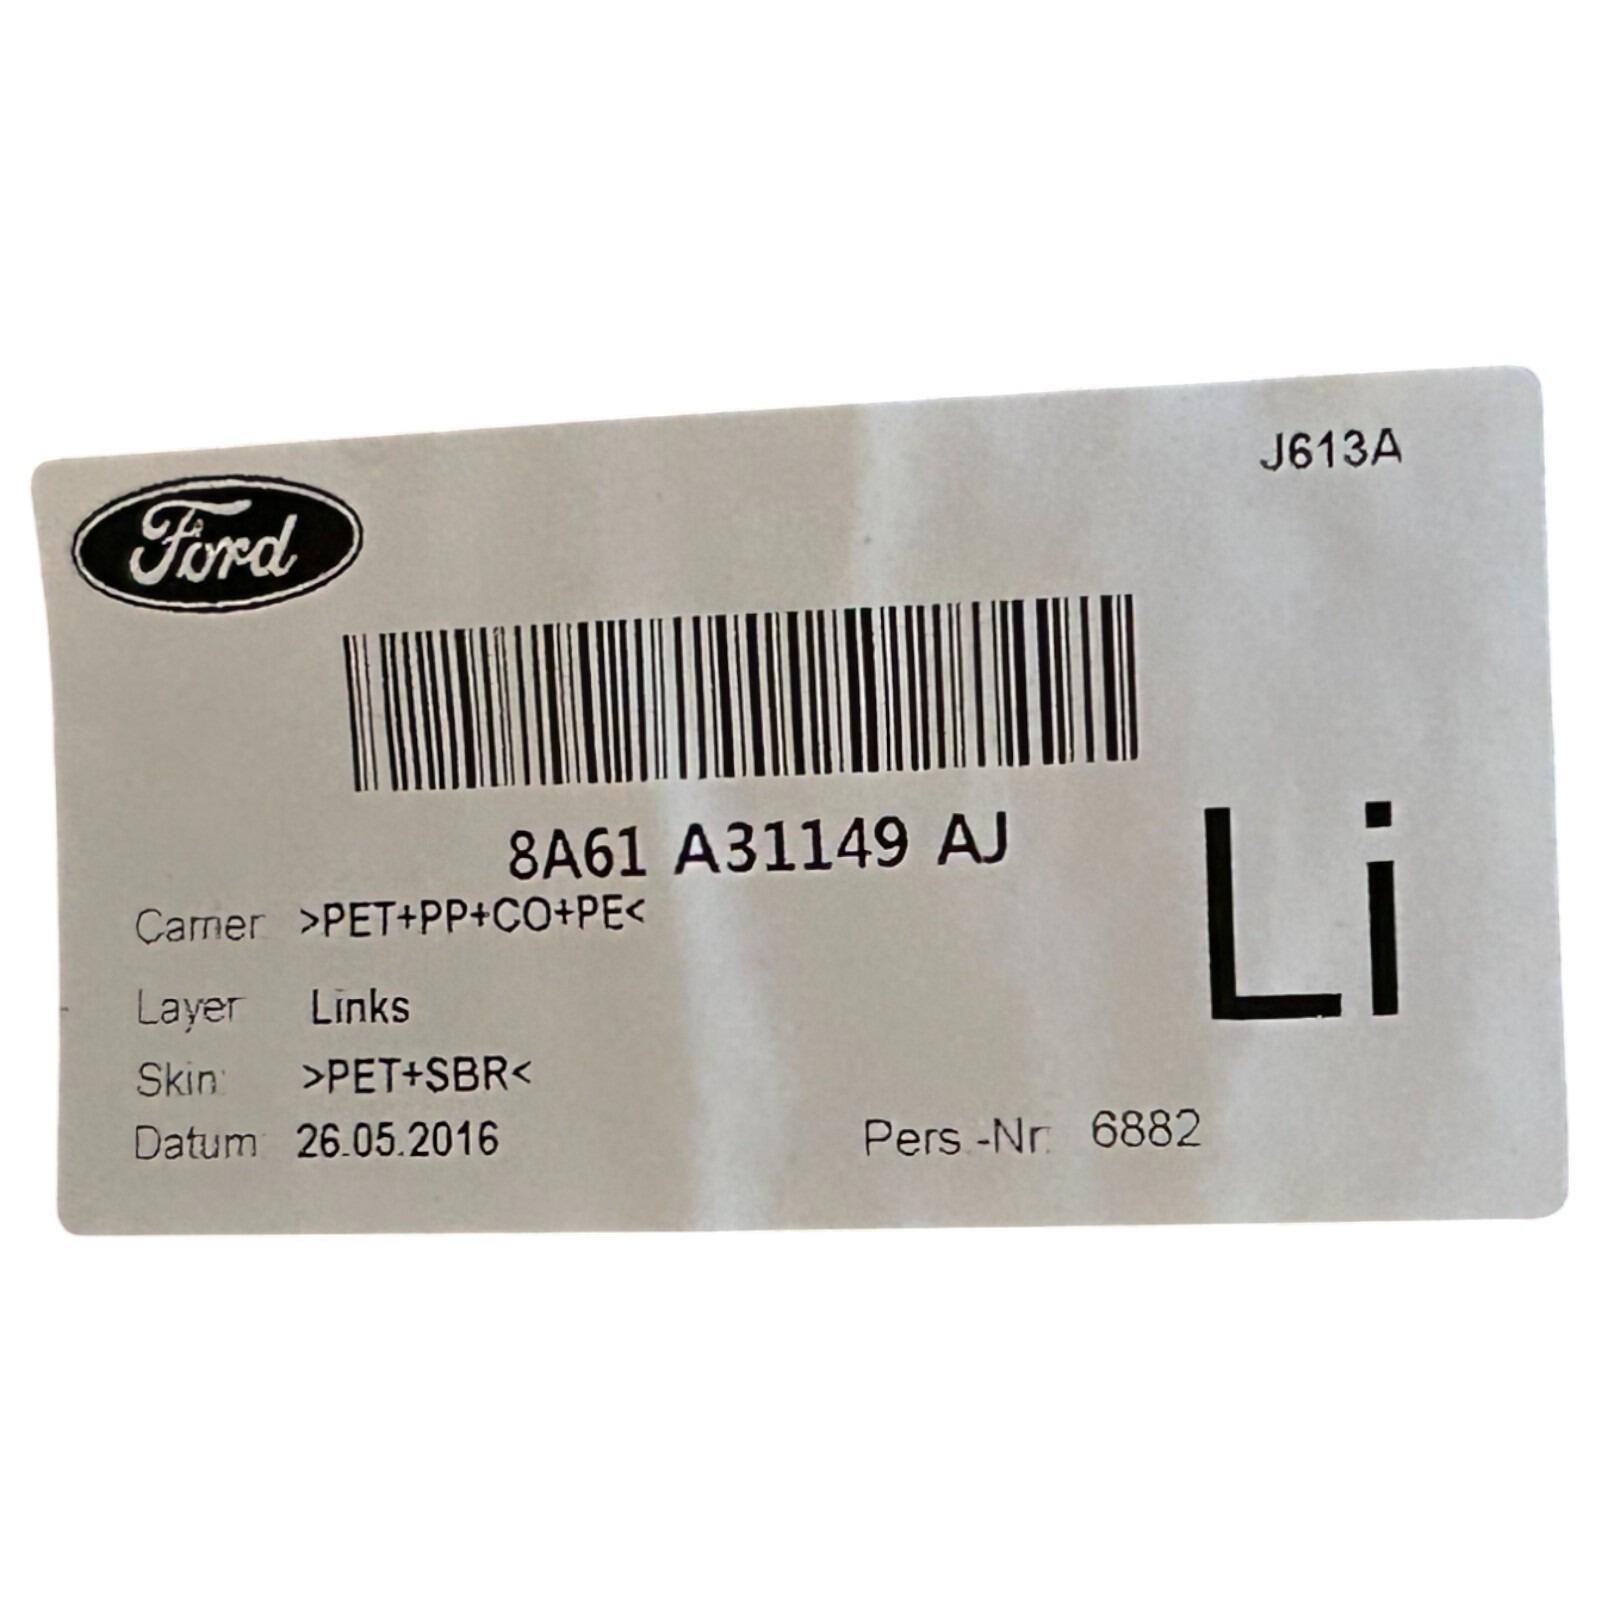 J613A
Ford
8A61 A31149 AJ
Li
Carrier >PET+PP+CO+PE<
Layer Links
Skin: >PET+SBR<
Datum: 26.05.2016 Pers.-Nr: 6882